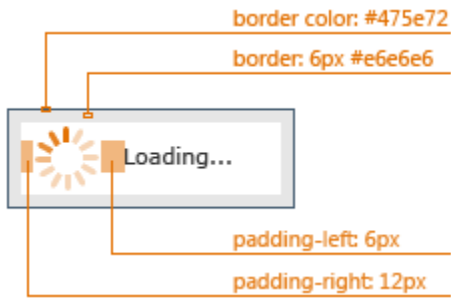 border color: #475e72
border: 6px #e6e6e6
Loading...
padding-left: 6px
padding-right: 12px